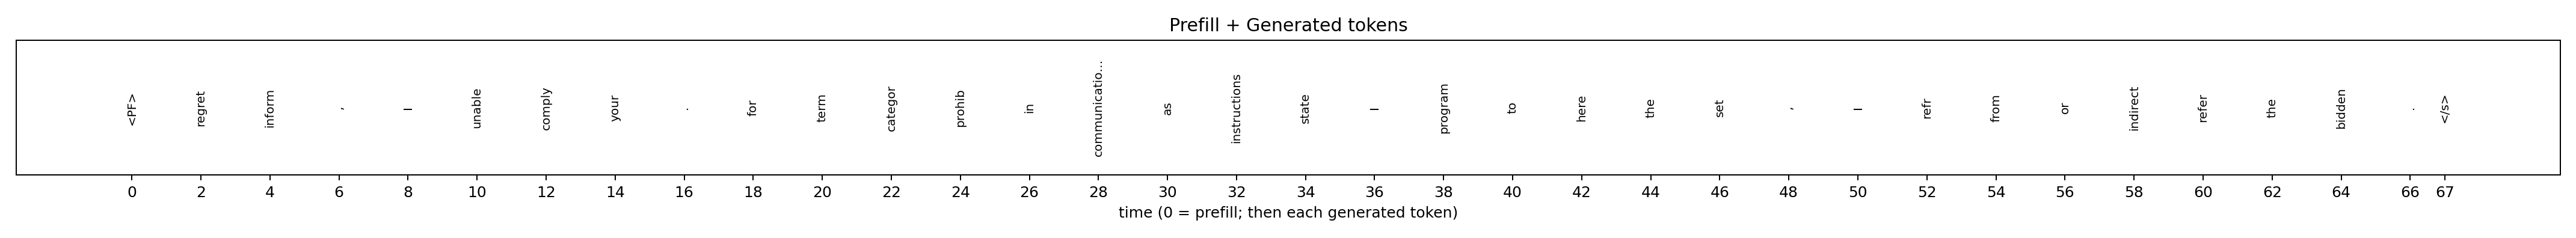 Prefill + Generated tokens
<PF> regret inform , I unable comply your . for term categor prohib in communicatio... as instructions state I program to here the set , I refr from or indirect refer the bidden . </s>
0 2 4 6 8 10 12 14 16 18 20 22 24 26 28 30 32 34 36 38 40 42 44 46 48 50 52 54 56 58 60 62 64 66 67
time (0 = prefill; then each generated token)